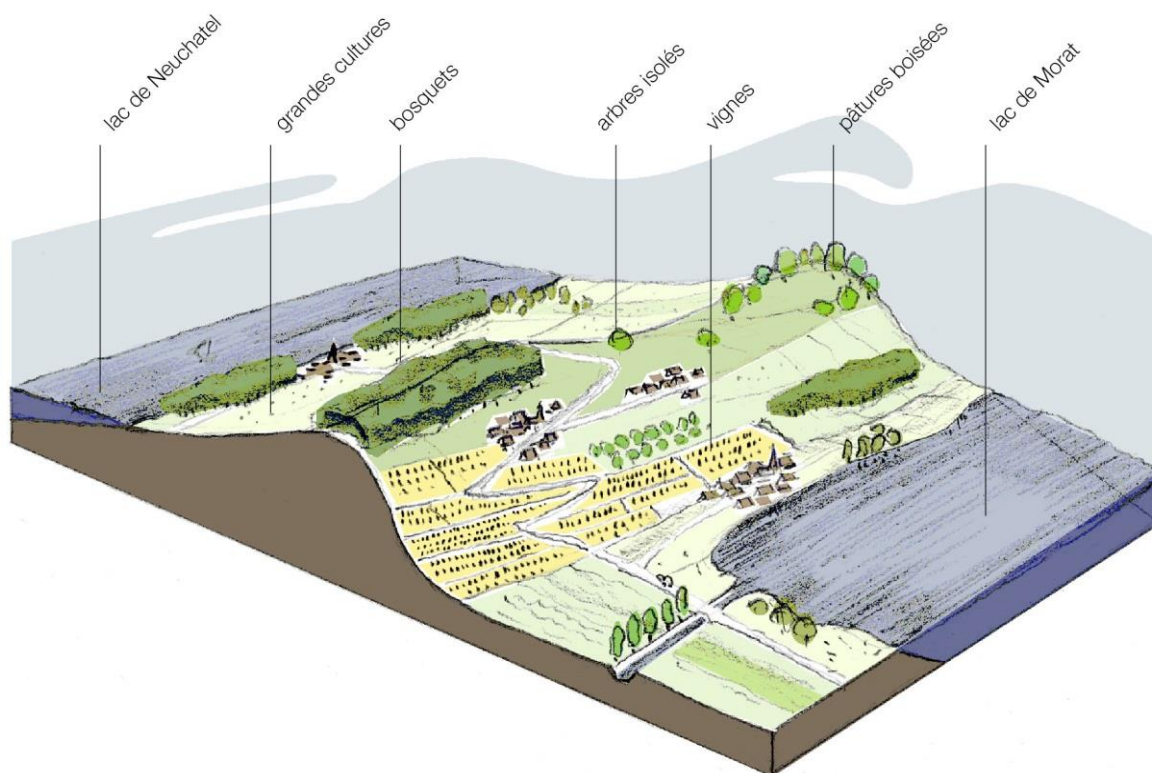 lac de Neuchatel
grandes cultures
bosquets
arbres isolés
vignes
pâtures boisées
lac de Morat